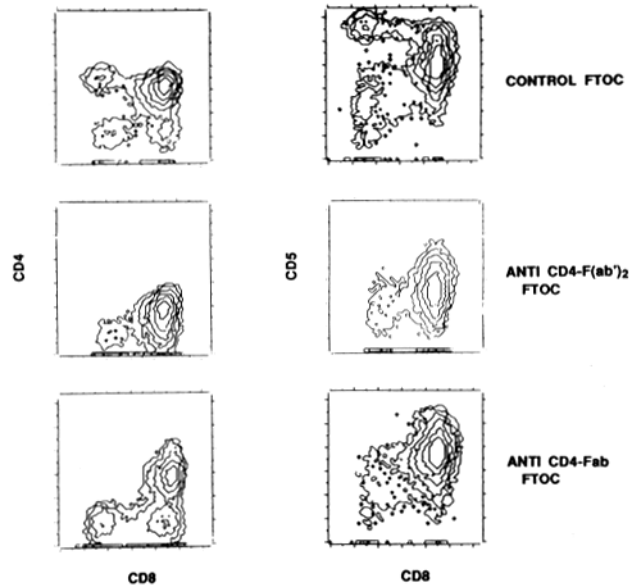 CONTROL FTOC
CD4
CD5
ANTI CD4-F(ab')₂
FTOC
ANTI CD4-Fab
FTOC
CD8
CD8